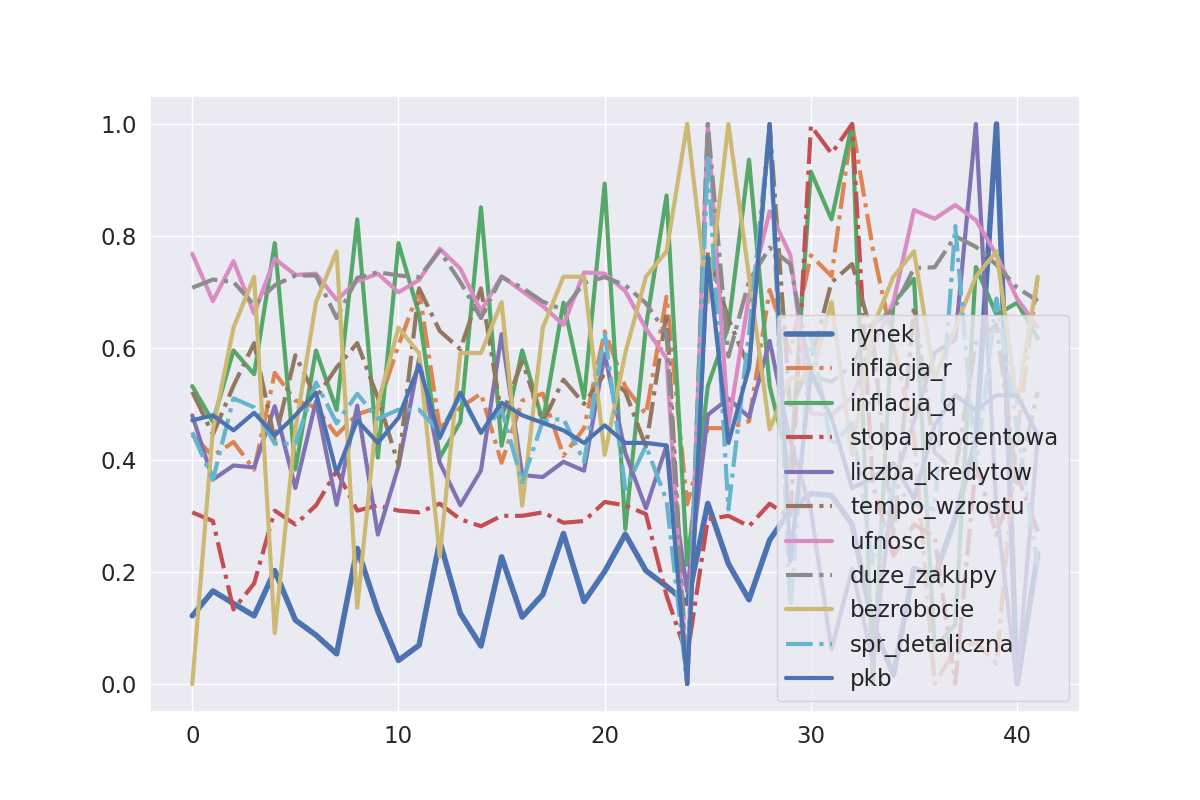 1.0
0.8
0.6
0.4
0.2
0.0
0 10 20 30 40
rynek
inflacja_r
inflacja_q
stopa_procentowa
liczba_kredytow
tempo_wzrostu
ufnosc
duze_zakupy
bezrobocie
spr_detaliczna
pkb